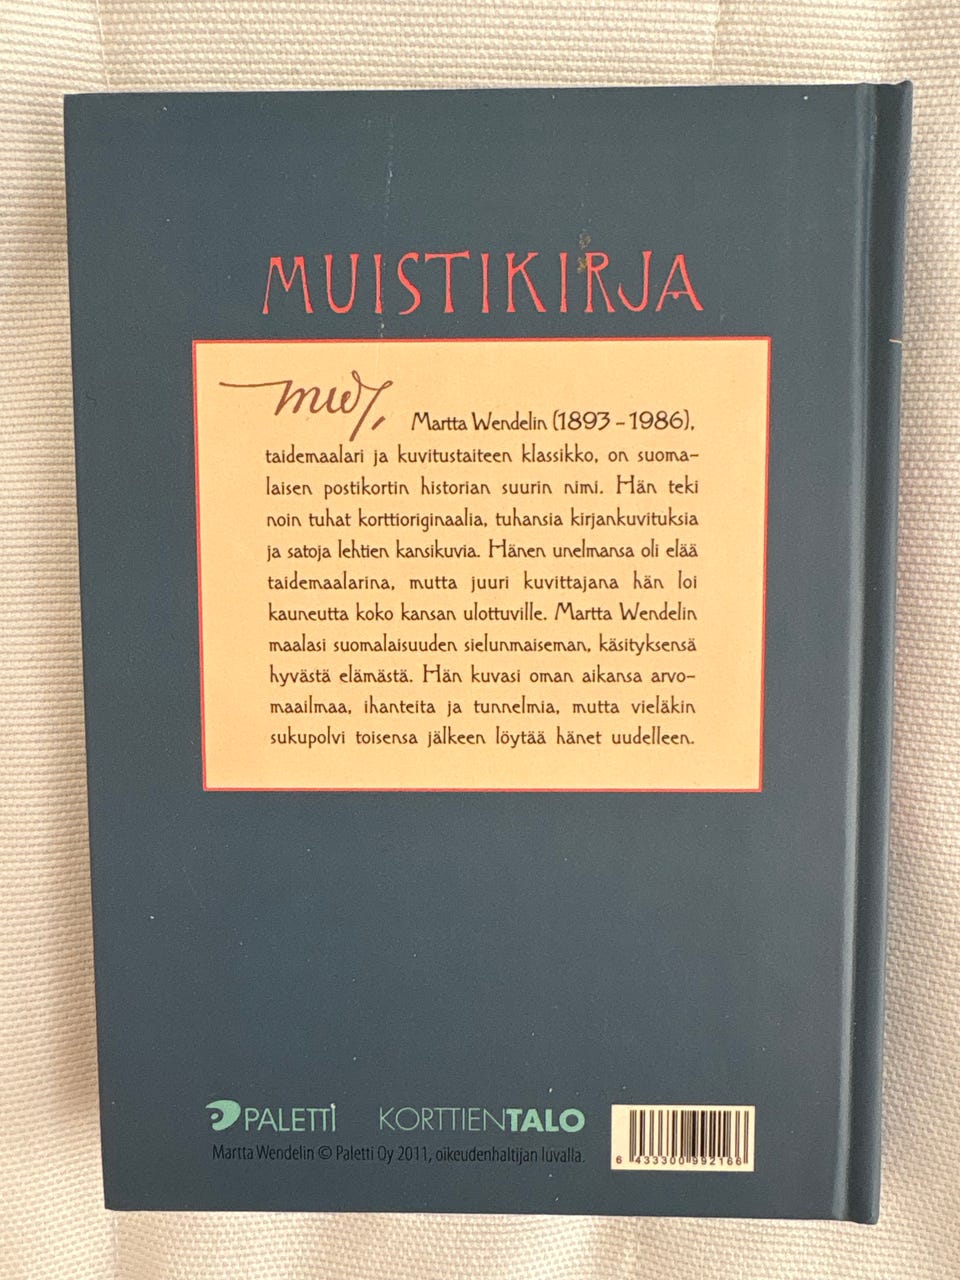 MUISTIKIRJA
mw
Martta Wendelin (1893 – 1986),
taidemaalari ja kuvitustaiteen klassikko, on suoma-
laisen postikortin historian suurin nimi. Hän teki
noin tuhat korttioriginaalia, tuhansia kirjankuvituksia
ja satoja lehtien kansikuvia. Hänen unelmansa oli elää
taidemaalarina, mutta juuri kuvittajana hän loi
kauneutta koko kansan ulottuville. Martta Wendelin
maalasi suomalaisuuden sielunmaiseman, käsityksensä
hyvästä elämästä. Hän kuvasi oman aikansa arvo-
maailmaa, ihanteita ja tunnelmia, mutta vieläkin
sukupolvi toisensa jälkeen löytää hänet uudelleen.
PALETTI KORTTIENTALO
Martta Wendelin © Paletti Oy 2011, oikeudenhaltijan luvalla.
6 433300 992166